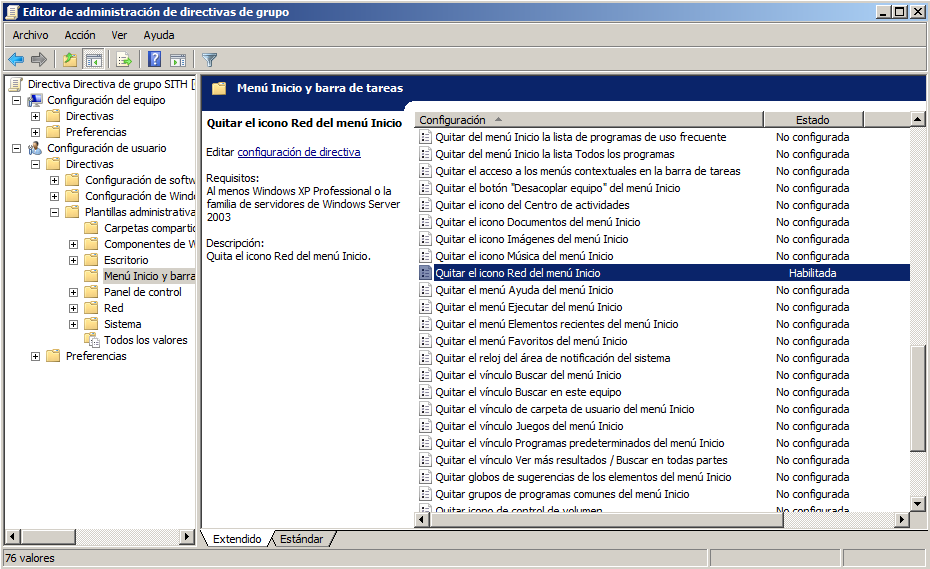 Editor de administración de directivas de grupo
Archivo Acción Ver Ayuda
Directiva Directiva de grupo SITH [
Configuración del equipo
Directivas
Preferencias
Configuración de usuario
Directivas
Configuración de softw
Configuración de Windo
Plantillas administrativa
Carpetas compartic
Componentes de W
Escritorio
Menú Inicio y barra
Panel de control
Red
Sistema
Todos los valores
Preferencias
Menú Inicio y barra de tareas
Quitar el icono Red del menú Inicio
Editar configuración de directiva
Requisitos:
Al menos Windows XP Professional o la
familia de servidores de Windows Server
2003
Descripción:
Quita el icono Red del menú Inicio.
Configuración Estado
Quitar del menú Inicio la lista de programas de uso frecuente No configurada
Quitar del menú Inicio la lista Todos los programas No configurada
Quitar el acceso a los menús contextuales en la barra de tareas No configurada
Quitar el botón "Desacoplar equipo" del menú Inicio No configurada
Quitar el icono del Centro de actividades No configurada
Quitar el icono Documentos del menú Inicio No configurada
Quitar el icono Imágenes del menú Inicio No configurada
Quitar el icono Música del menú Inicio No configurada
Quitar el icono Red del menú Inicio Habilitada
Quitar el menú Ayuda del menú Inicio No configurada
Quitar el menú Ejecutar del menú Inicio No configurada
Quitar el menú Elementos recientes del menú Inicio No configurada
Quitar el menú Favoritos del menú Inicio No configurada
Quitar el reloj del área de notificación del sistema No configurada
Quitar el vínculo Buscar del menú Inicio No configurada
Quitar el vínculo Buscar en este equipo No configurada
Quitar el vínculo de carpeta de usuario del menú Inicio No configurada
Quitar el vínculo Juegos del menú Inicio No configurada
Quitar el vínculo Programas predeterminados del menú Inicio No configurada
Quitar el vínculo Ver más resultados / Buscar en todas partes No configurada
Quitar globos de sugerencias de los elementos del menú Inicio No configurada
Quitar grupos de programas comunes del menú Inicio No configurada
Quitar icono de control de volumen No configurada
Extendido Estándar
76 valores